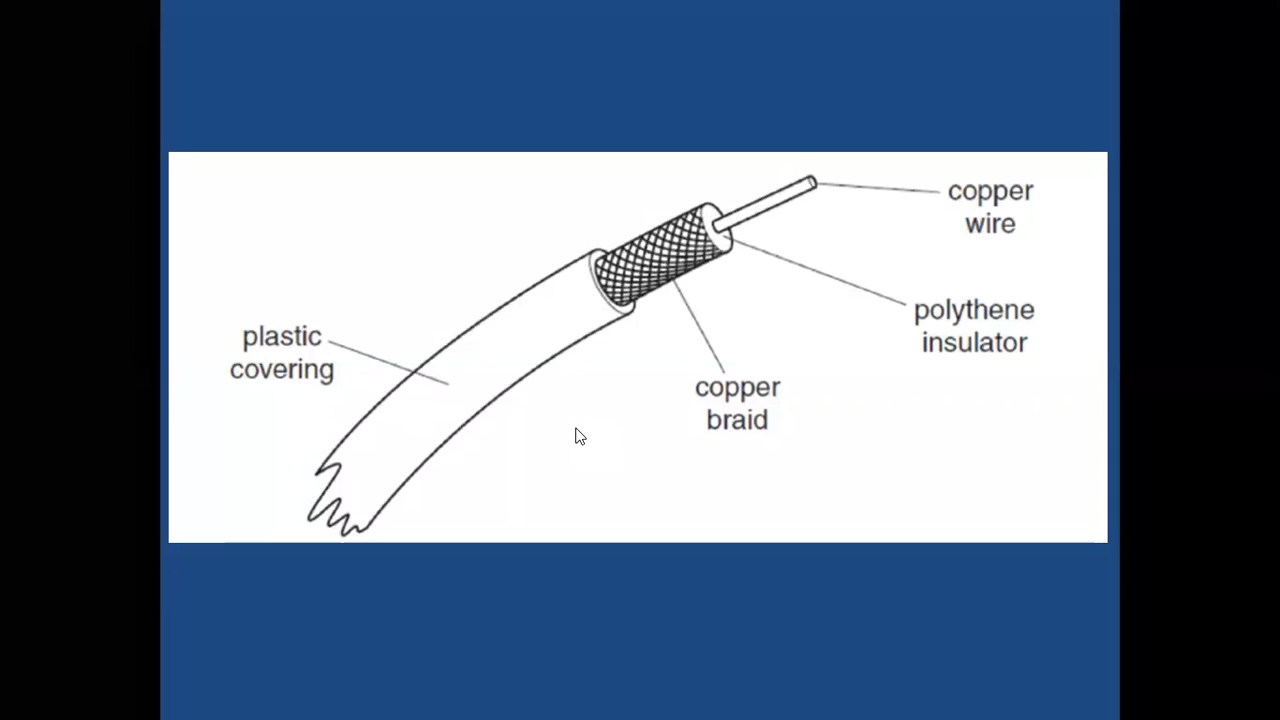 copper
wire
polythene
insulator
plastic
covering
copper
braid